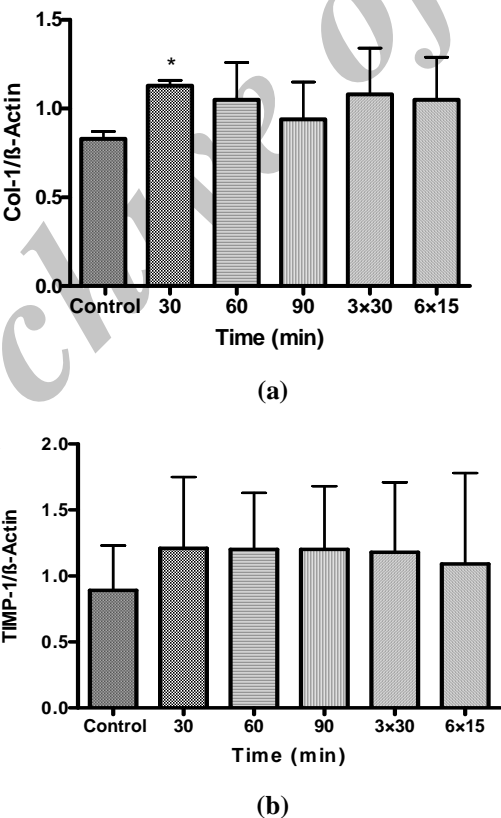 1.5
*
1.0
Col-1/ß-Actin
0.5
0.0
Control 30 60 90 3×30 6×15
Time (min)
(a)
2.0
1.5
TIMP-1/ß-Actin
1.0
0.5
0.0
Control 30 60 90 3×30 6×15
Time (min)
(b)